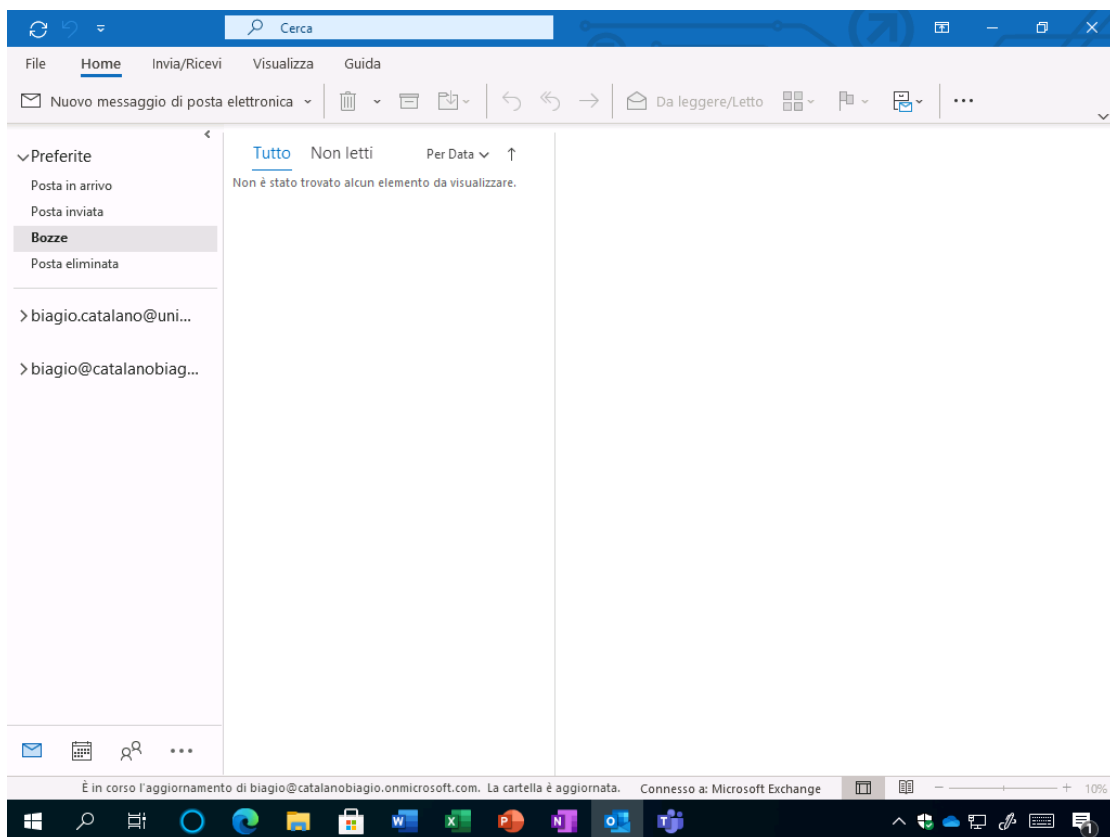 Cerca
File Home Invia/Ricevi Visualizza Guida
Nuovo messaggio di posta elettronica Da leggere/Letto ...
Preferite
Posta in arrivo
Posta inviata
Bozze
Posta eliminata
biagio.catalano@uni...
biagio@catalanobiag...
Tutto Non letti Per Data
Non è stato trovato alcun elemento da visualizzare.
È in corso l'aggiornamento di biagio@catalanobiagio.onmicrosoft.com. La cartella è aggiornata. Connesso a: Microsoft Exchange 10%
1